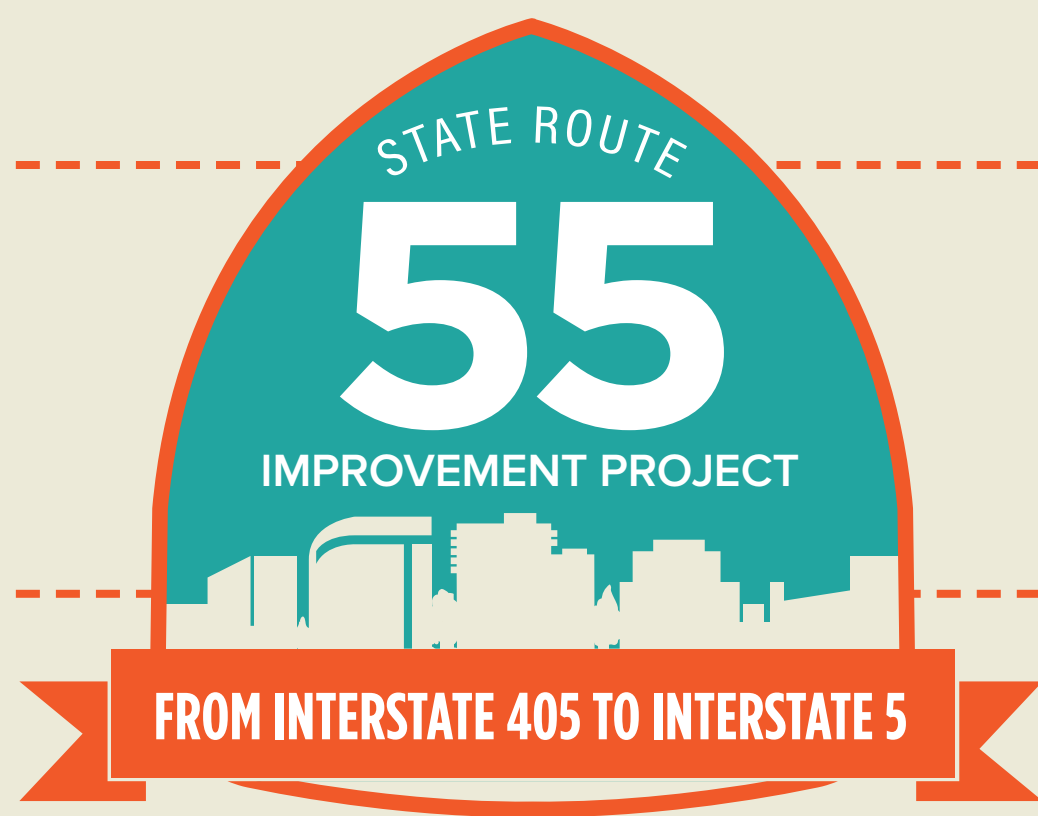 STATE ROUTE
55
IMPROVEMENT PROJECT
FROM INTERSTATE 405 TO INTERSTATE 5